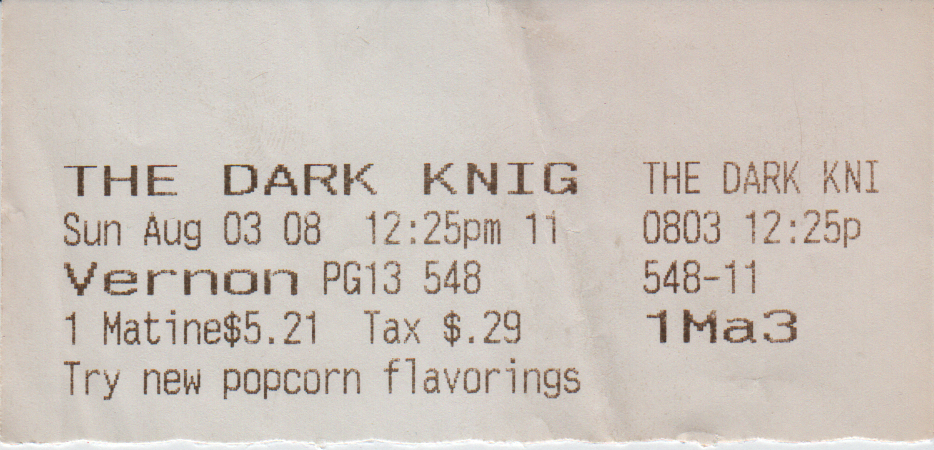 THE DARK KNIG
Sun Aug 03 08 12:25pm 11
Vernon PG13 548
1 Matine$5.21 Tax $.29
Try new popcorn flavorings
THE DARK KNI
0803 12:25p
548-11
1Ma3